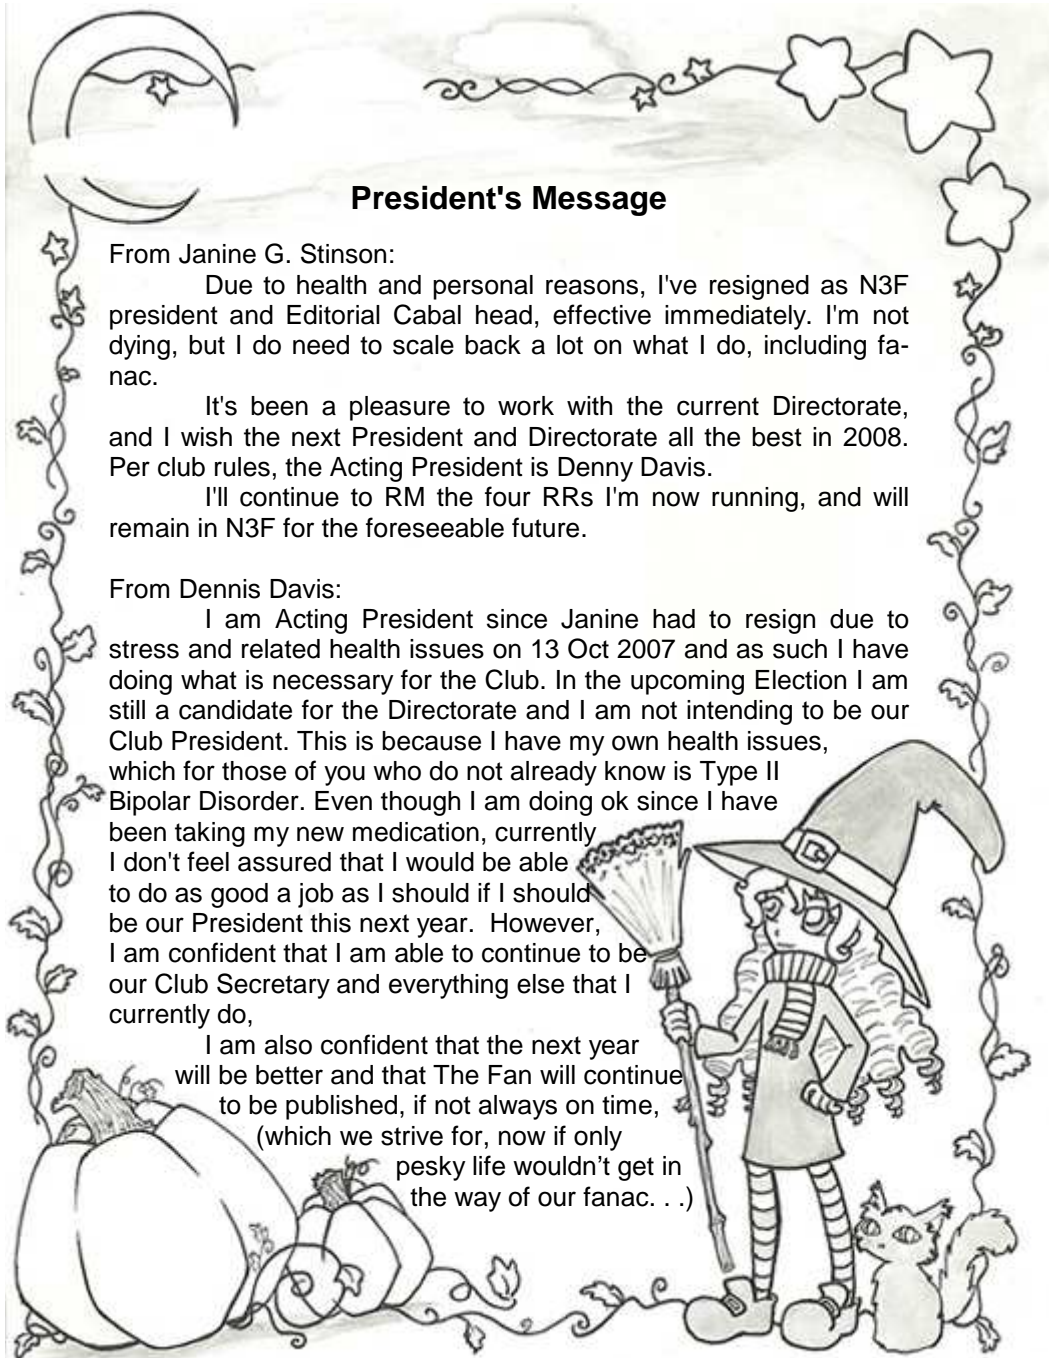 President's Message
From Janine G. Stinson:
Due to health and personal reasons, I've resigned as N3F
president and Editorial Cabal head, effective immediately. I'm not
dying, but I do need to scale back a lot on what I do, including fa-
nac.
It's been a pleasure to work with the current Directorate,
and I wish the next President and Directorate all the best in 2008.
Per club rules, the Acting President is Denny Davis.
I'll continue to RM the four RRs I'm now running, and will
remain in N3F for the foreseeable future.
From Dennis Davis:
I am Acting President since Janine had to resign due to
stress and related health issues on 13 Oct 2007 and as such I have
doing what is necessary for the Club. In the upcoming Election I am
still a candidate for the Directorate and I am not intending to be our
Club President. This is because I have my own health issues,
which for those of you who do not already know is Type II
Bipolar Disorder. Even though I am doing ok since I have
been taking my new medication, currently
I don't feel assured that I would be able
to do as good a job as I should if I should
be our President this next year.  However,
I am confident that I am able to continue to be
our Club Secretary and everything else that I
currently do,
I am also confident that the next year
will be better and that The Fan will continue
to be published, if not always on time,
(which we strive for, now if only
pesky life wouldn’t get in
the way of our fanac. . .)